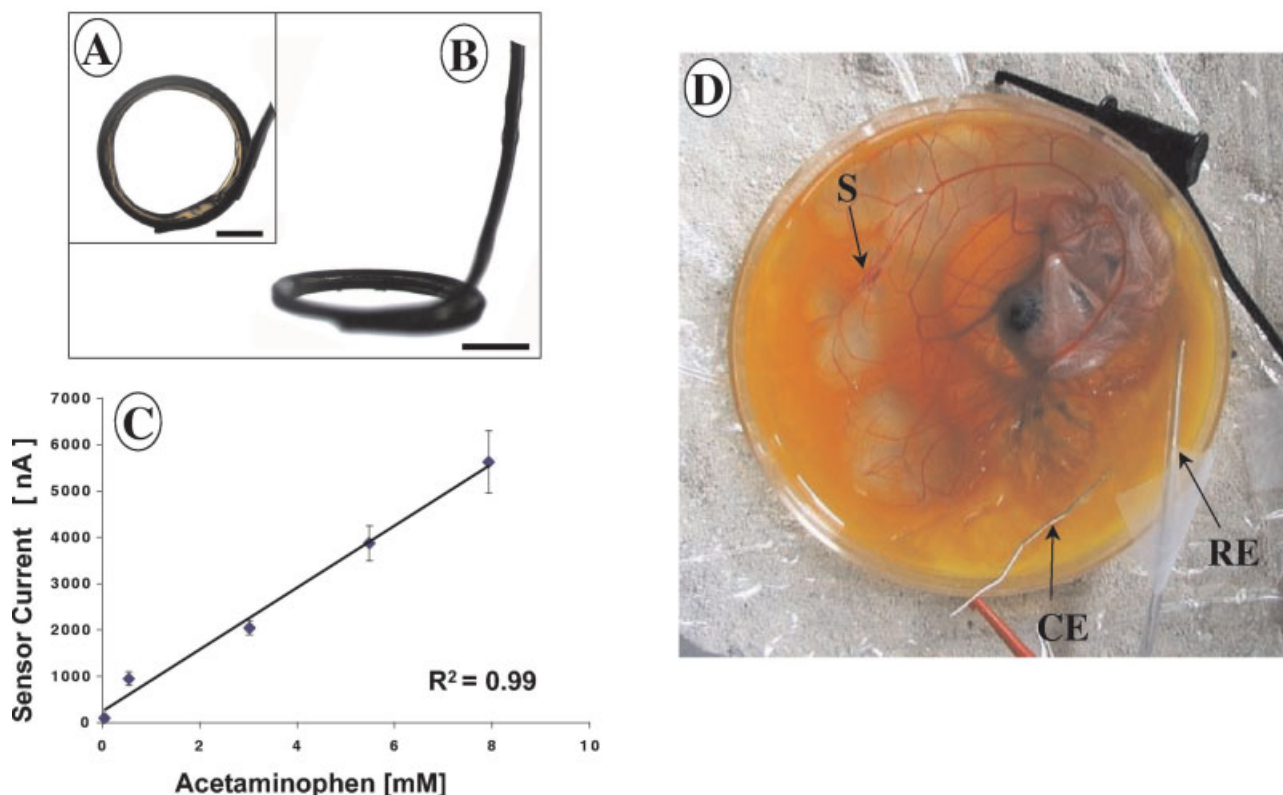 A
B
C
7000
6000
5000
4000
3000
2000
1000
0
0 2 4 6 8 10
Sensor Current [ nA ]
Acetaminophen [mM]
R² = 0.99
D
S
RE
CE